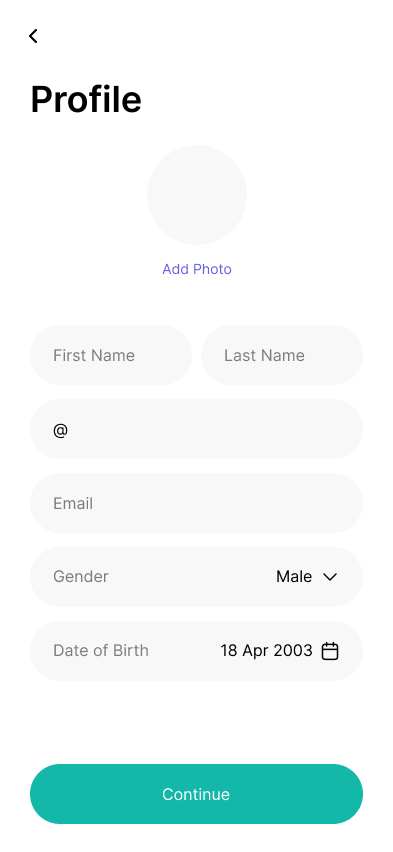 Profile
Add Photo
First Name Last Name
@
Email
Gender Male
Date of Birth 18 Apr 2003
Continue